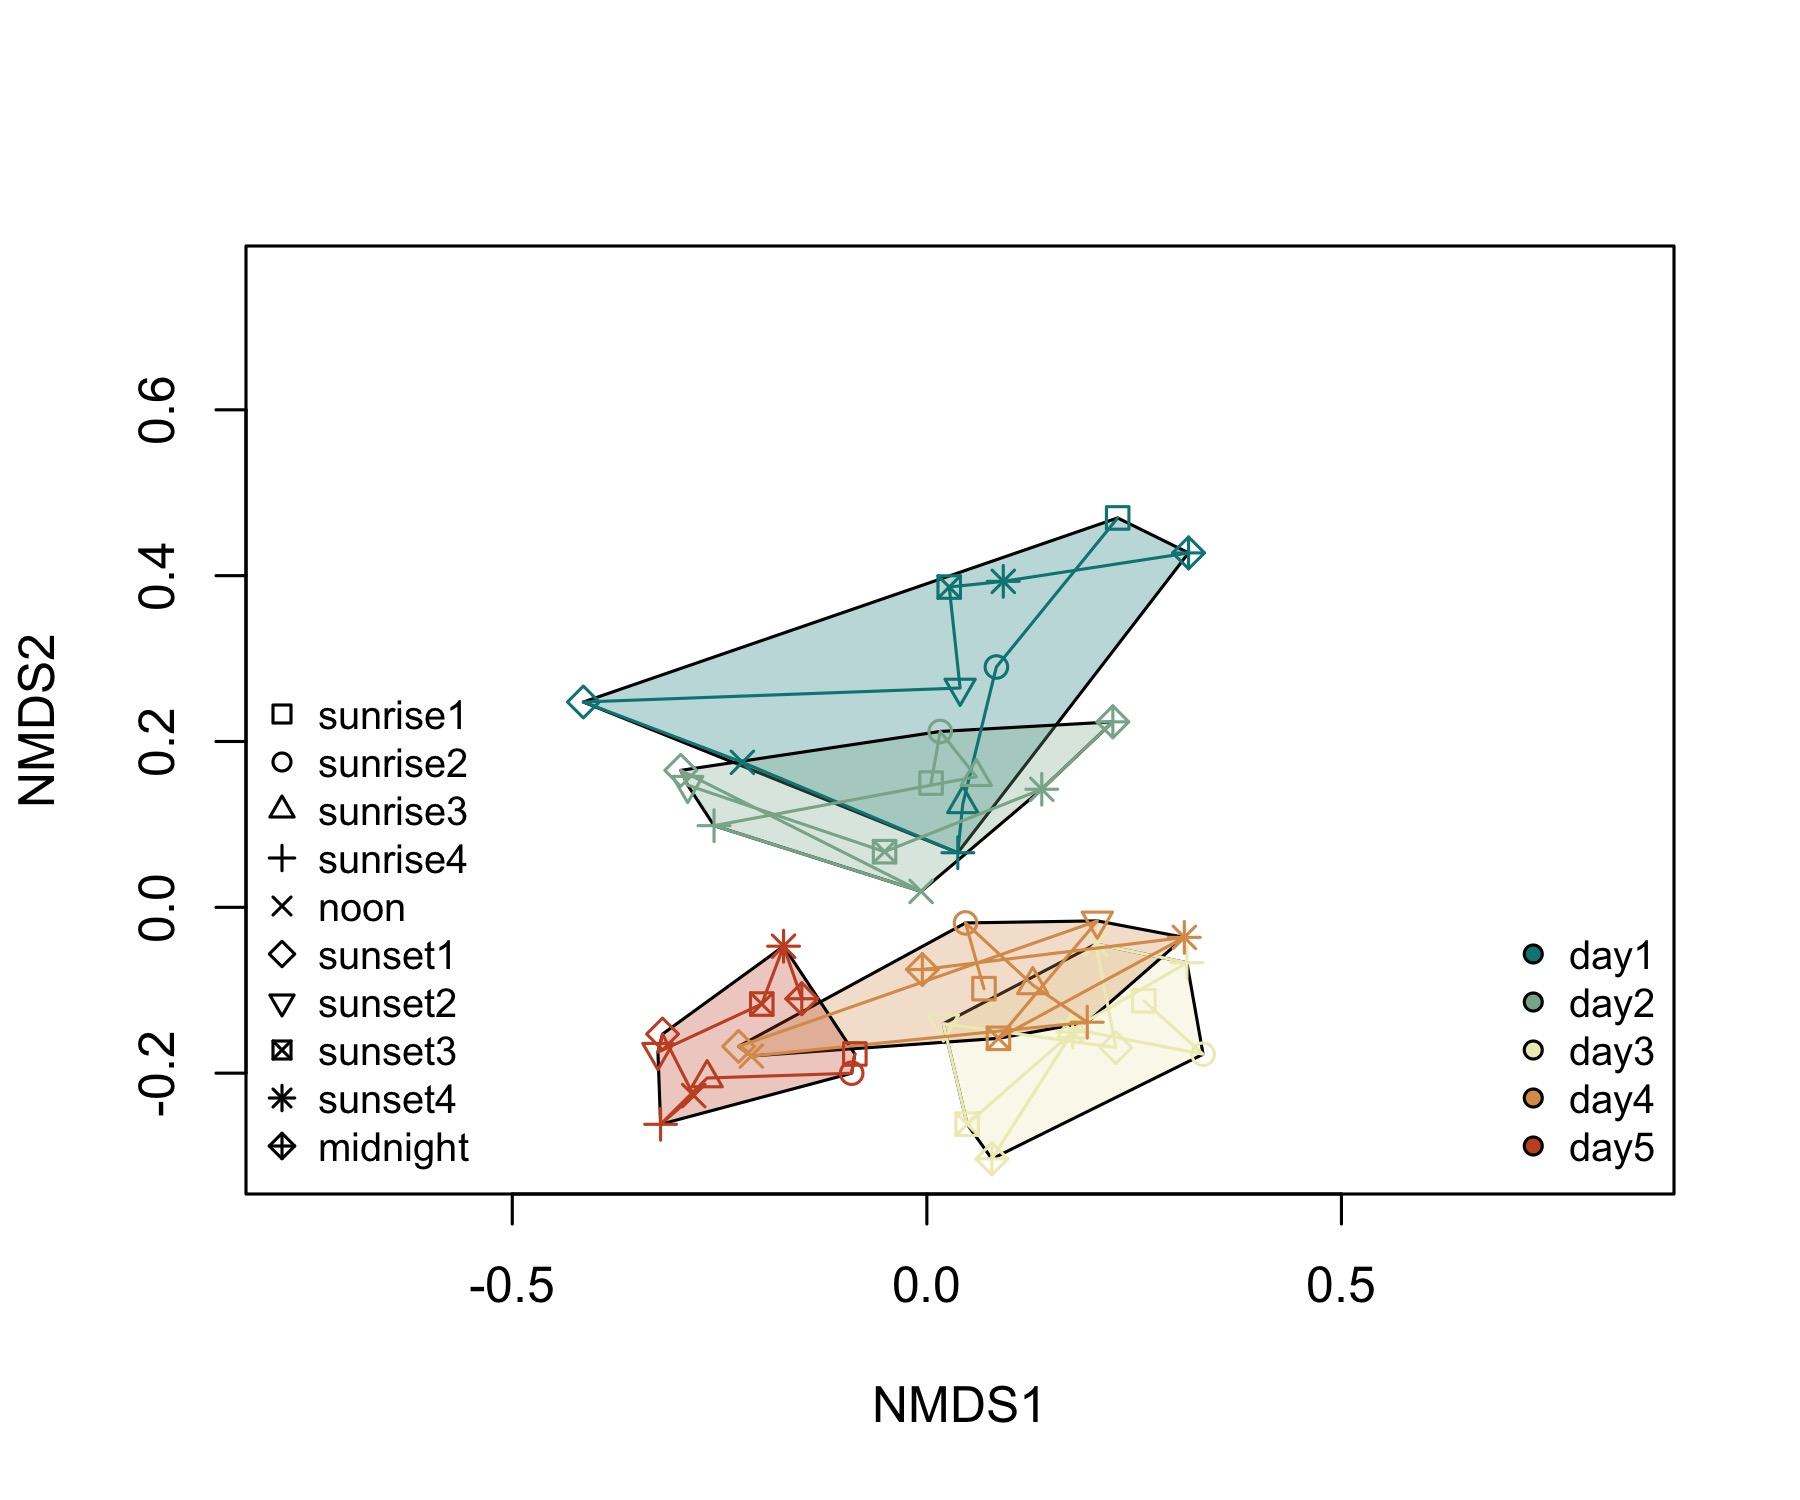 NMDS2
0.6
0.4
0.2
0.0
-0.2
sunrise1
sunrise2
sunrise3
sunrise4
noon
sunset1
sunset2
sunset3
sunset4
midnight
day1
day2
day3
day4
day5
-0.5 0.0 0.5
NMDS1